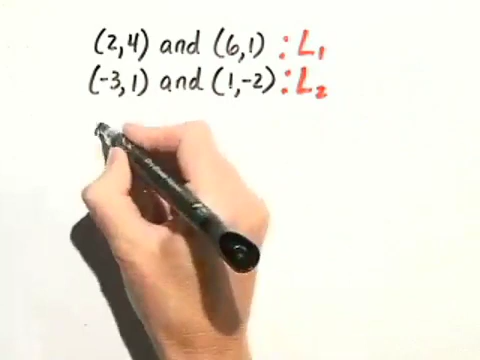 (2,4) and (6,1) : L₁
(-3,1) and (1,-2) : L₂